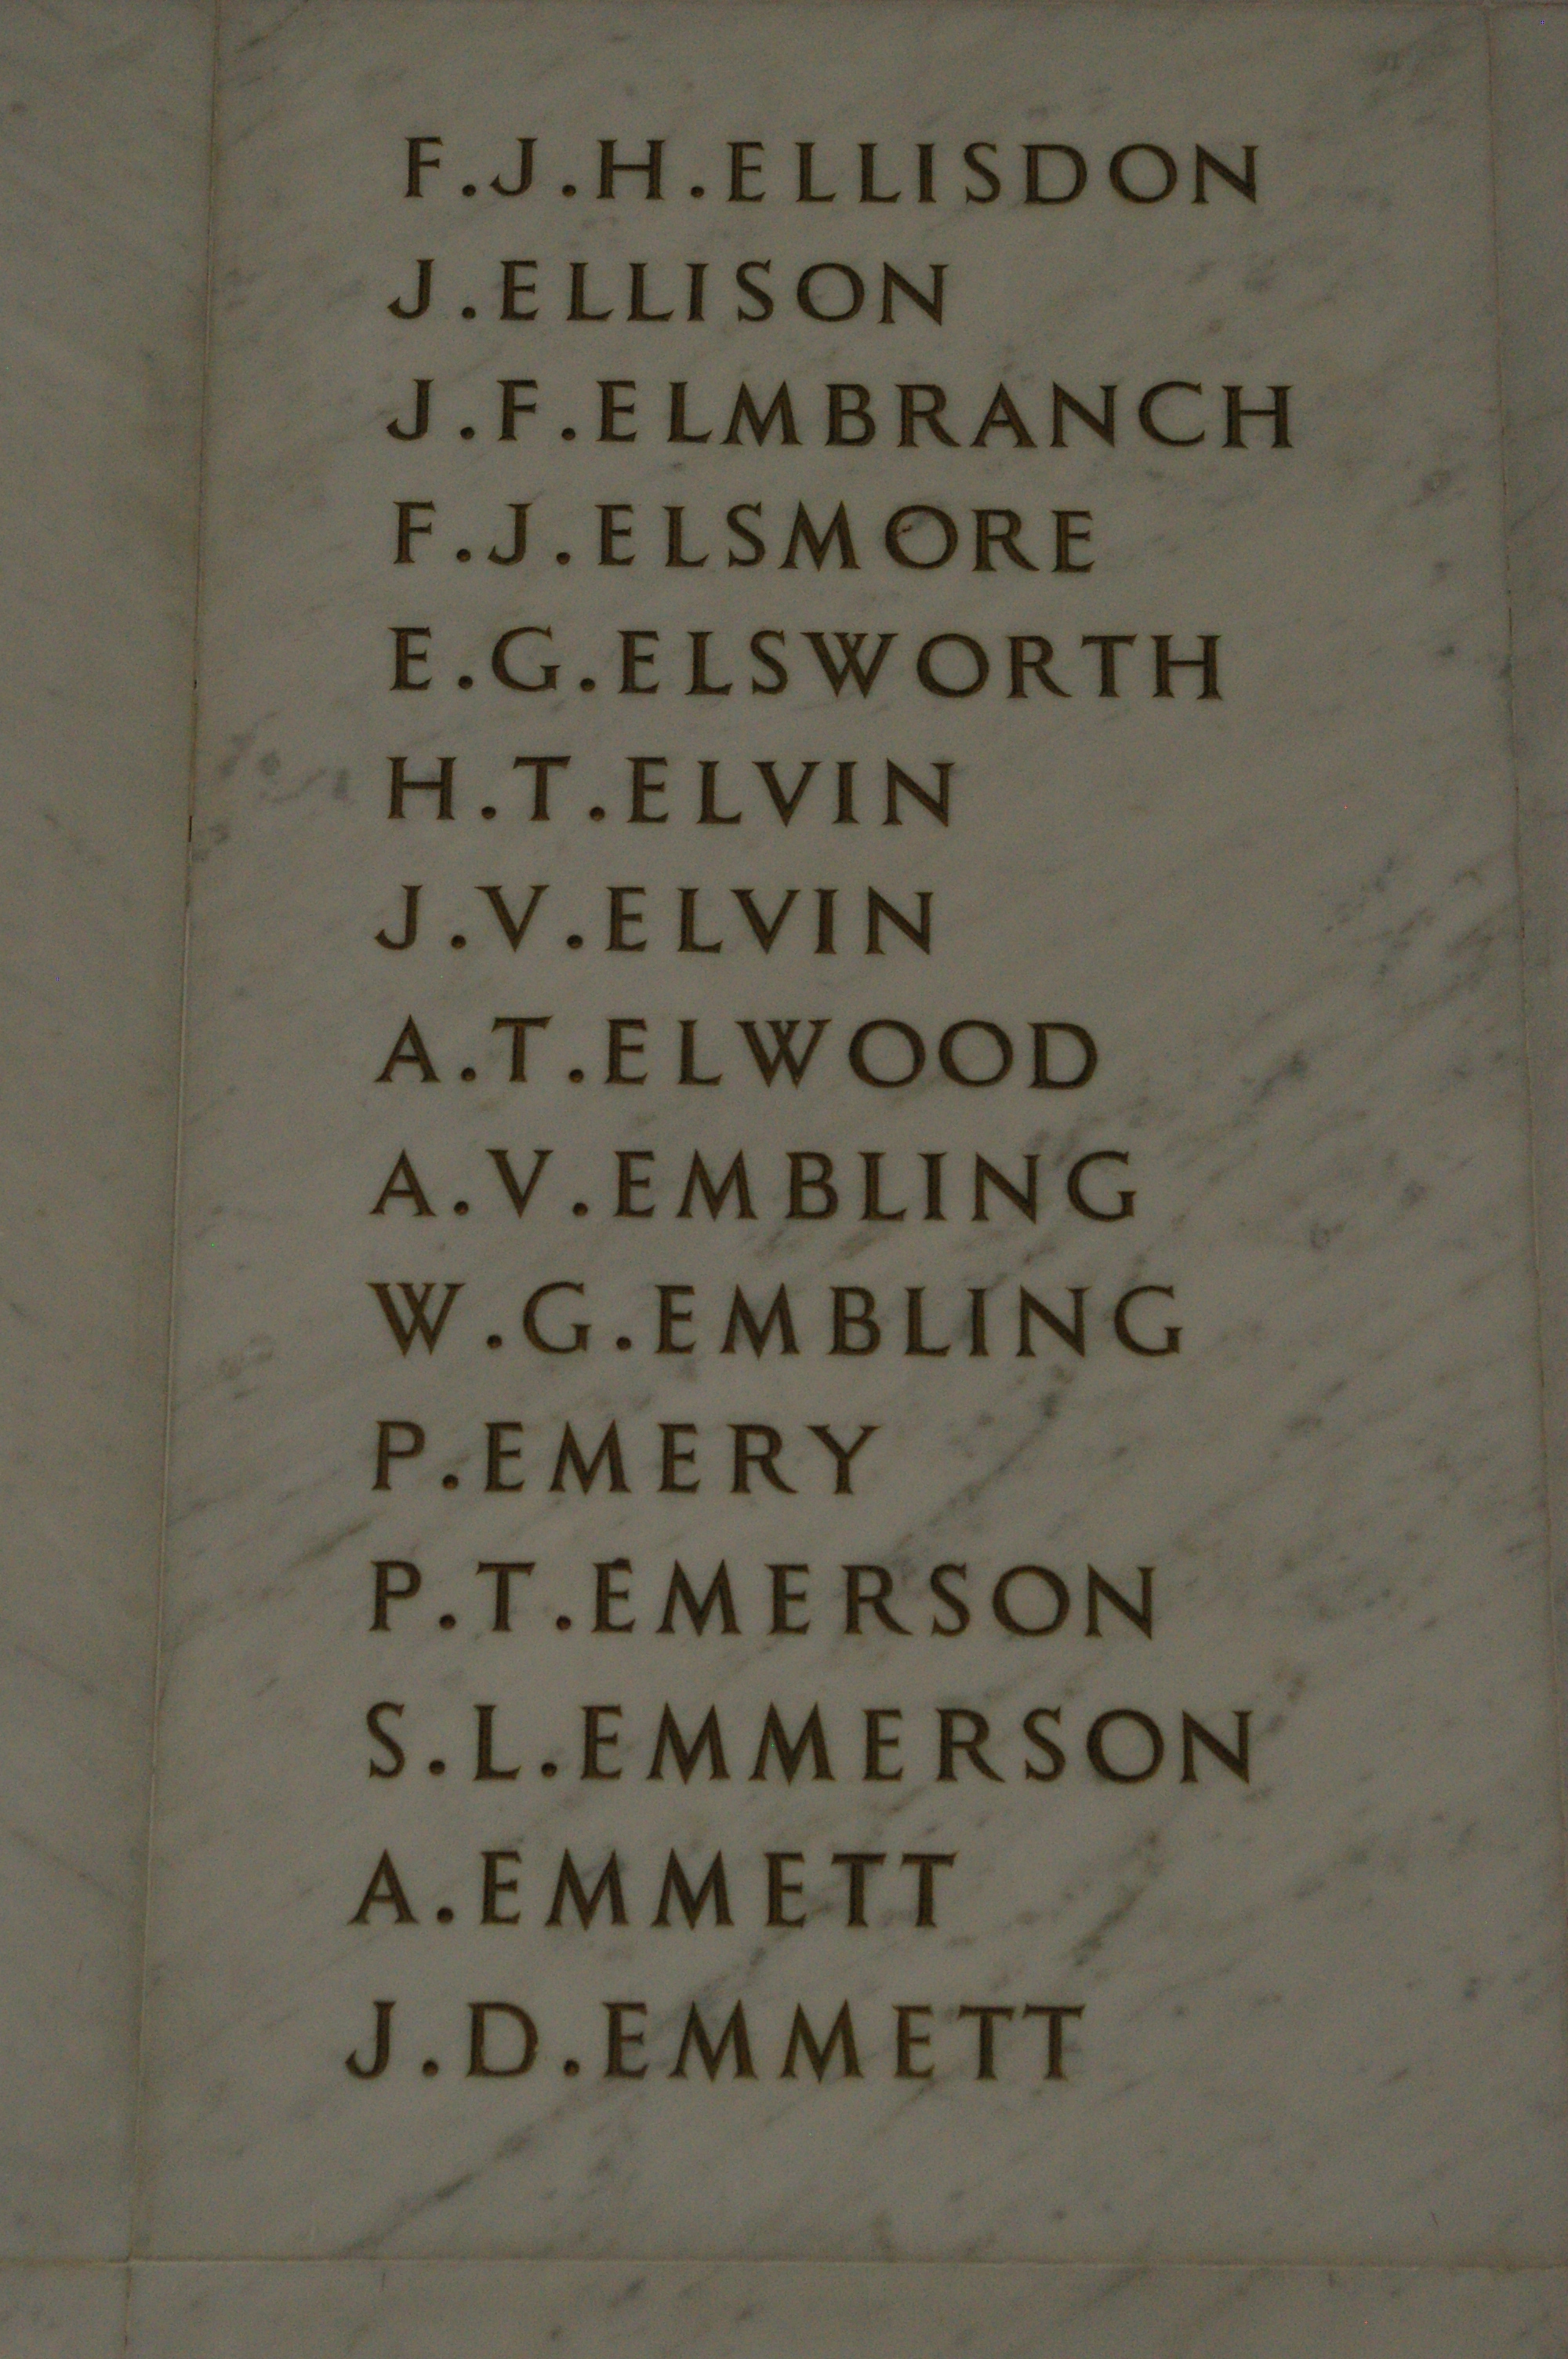 F.J.H.ELLISDON
J.ELLISON
J.F.ELMBRANCH
F.J.ELSMORE
E.G.ELSWORTH
H.T.ELVIN
J.V.ELVIN
A.T.ELWOOD
A.V.EMBLING
W.G.EMBLING
P.EMERY
P.T.EMERSON
S.L.EMMERSON
A.EMMETT
J.D.EMMETT